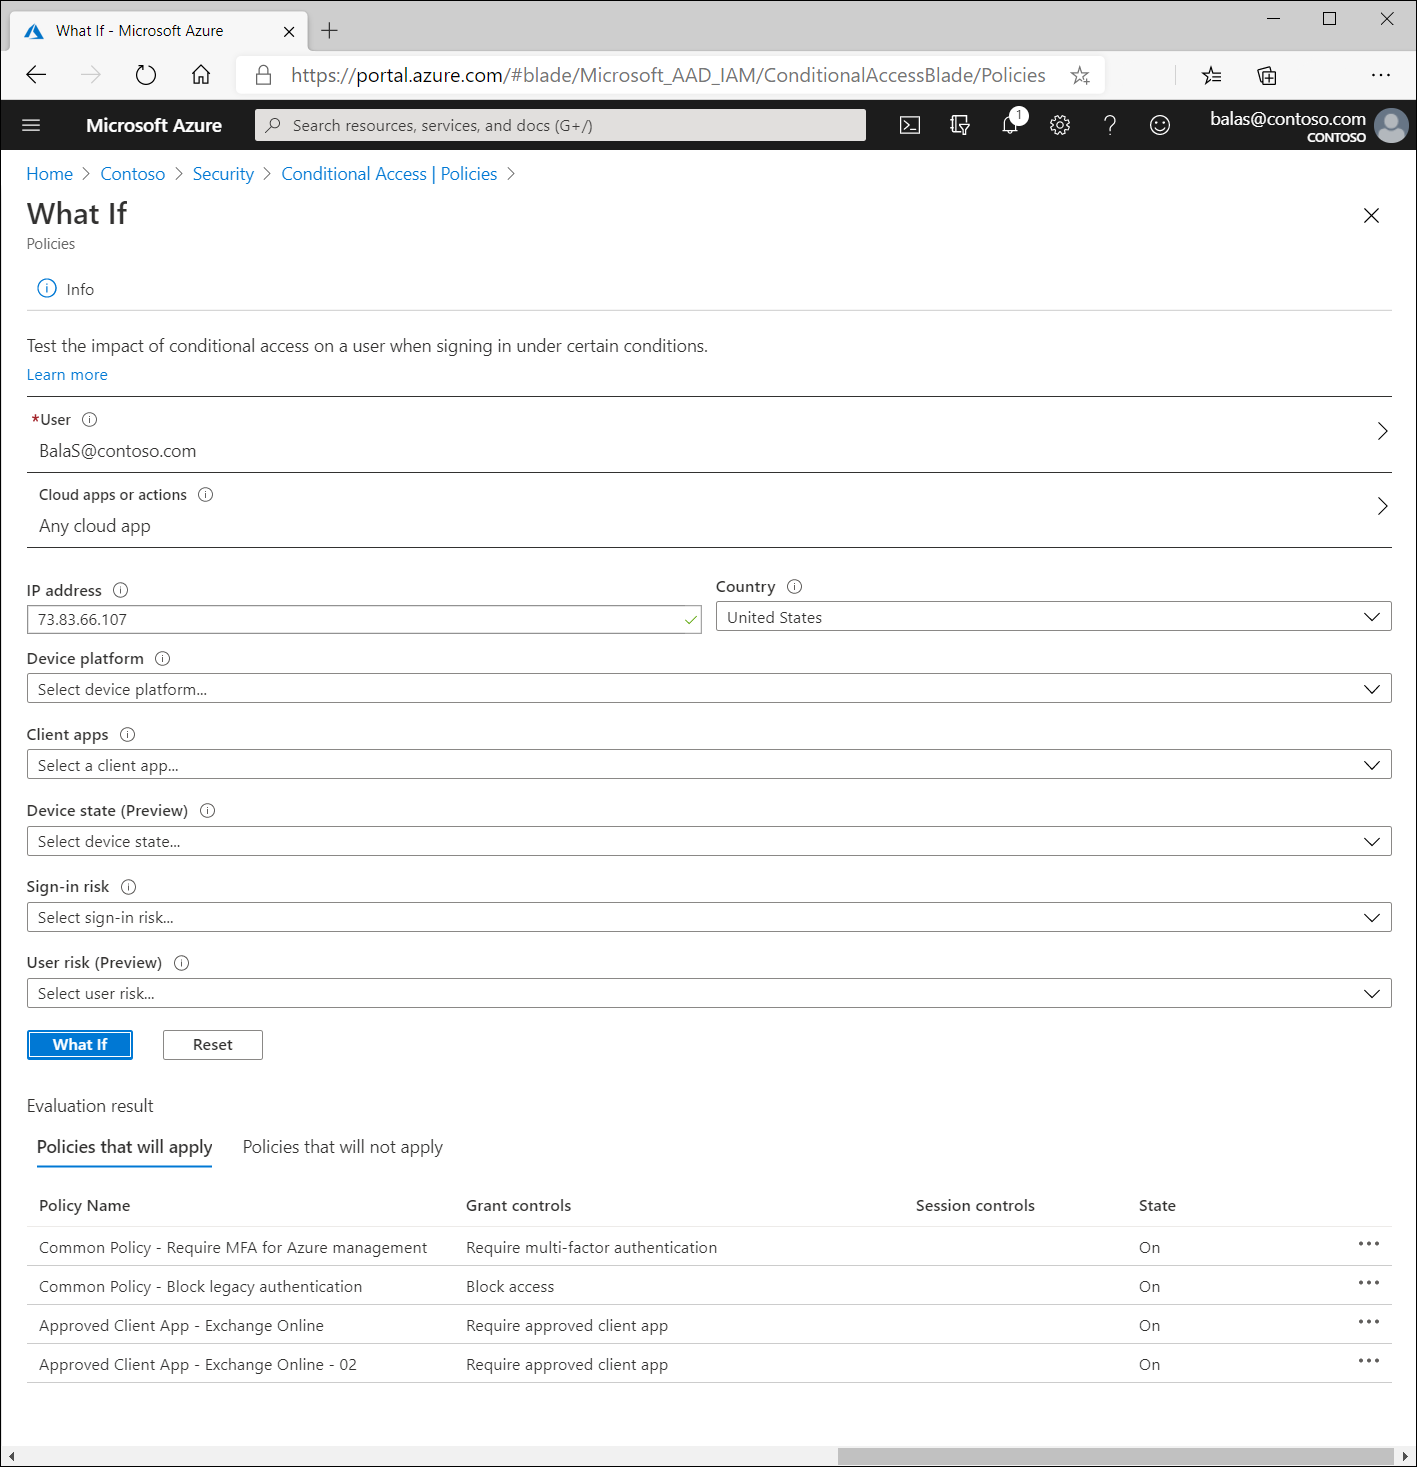 What If - Microsoft Azure
https://portal.azure.com/#blade/Microsoft_AAD_IAM/ConditionalAccessBlade/Policies
Microsoft Azure
Search resources, services, and docs (G+/)
1
balas@contoso.com
CONTOSO
Home > Contoso > Security > Conditional Access | Policies >
What If
Policies
Info
Test the impact of conditional access on a user when signing in under certain conditions.
Learn more
*User
BalaS@contoso.com
Cloud apps or actions
Any cloud app
IP address
73.83.66.107
Country
United States
Device platform
Select device platform...
Client apps
Select a client app...
Device state (Preview)
Select device state...
Sign-in risk
Select sign-in risk...
User risk (Preview)
Select user risk...
What If Reset
Evaluation result
Policies that will apply Policies that will not apply
Policy Name Grant controls Session controls State
Common Policy - Require MFA for Azure management Require multi-factor authentication On
Common Policy - Block legacy authentication Block access On
Approved Client App - Exchange Online Require approved client app On
Approved Client App - Exchange Online - 02 Require approved client app On